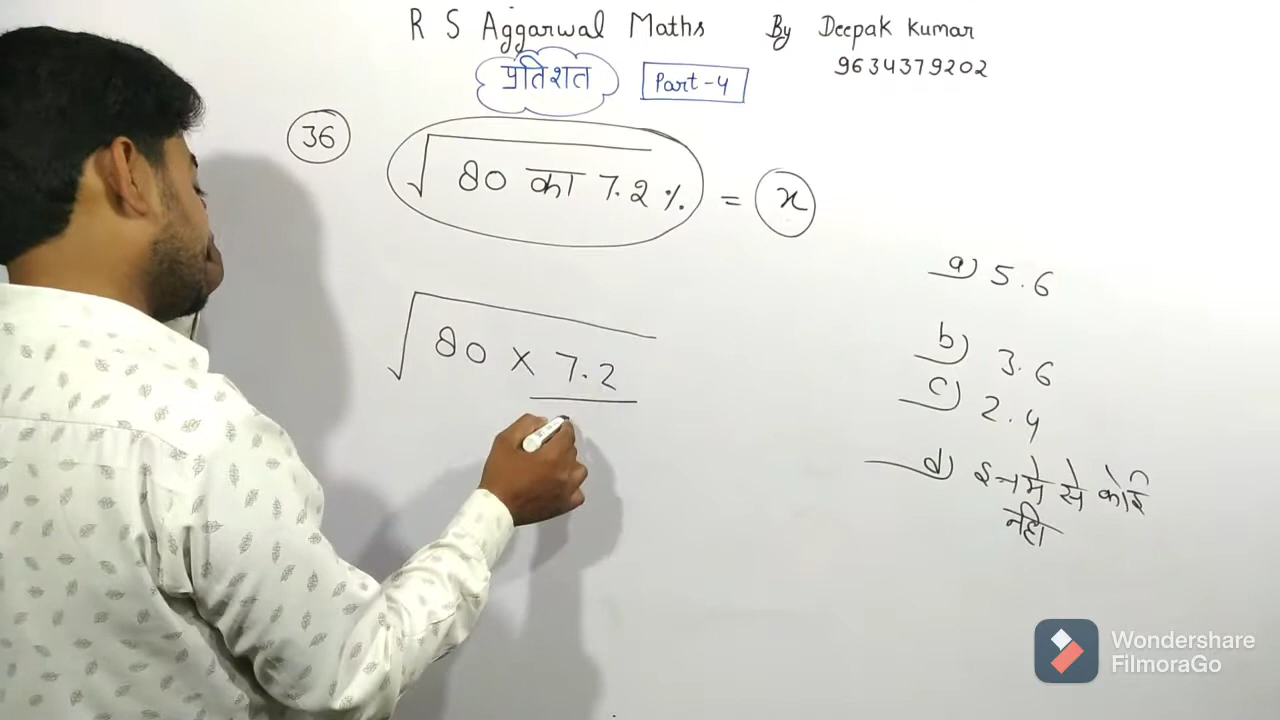 R S Aggarwal Maths By Deepak Kumar
9634379202
प्रतिशत Part-4
36 √80 का 7.2% = x
√80 × 7.2
a) 5.6
b) 3.6
c) 2.4
d) इनमे से कोई
नही
Wondershare
FilmoraGo